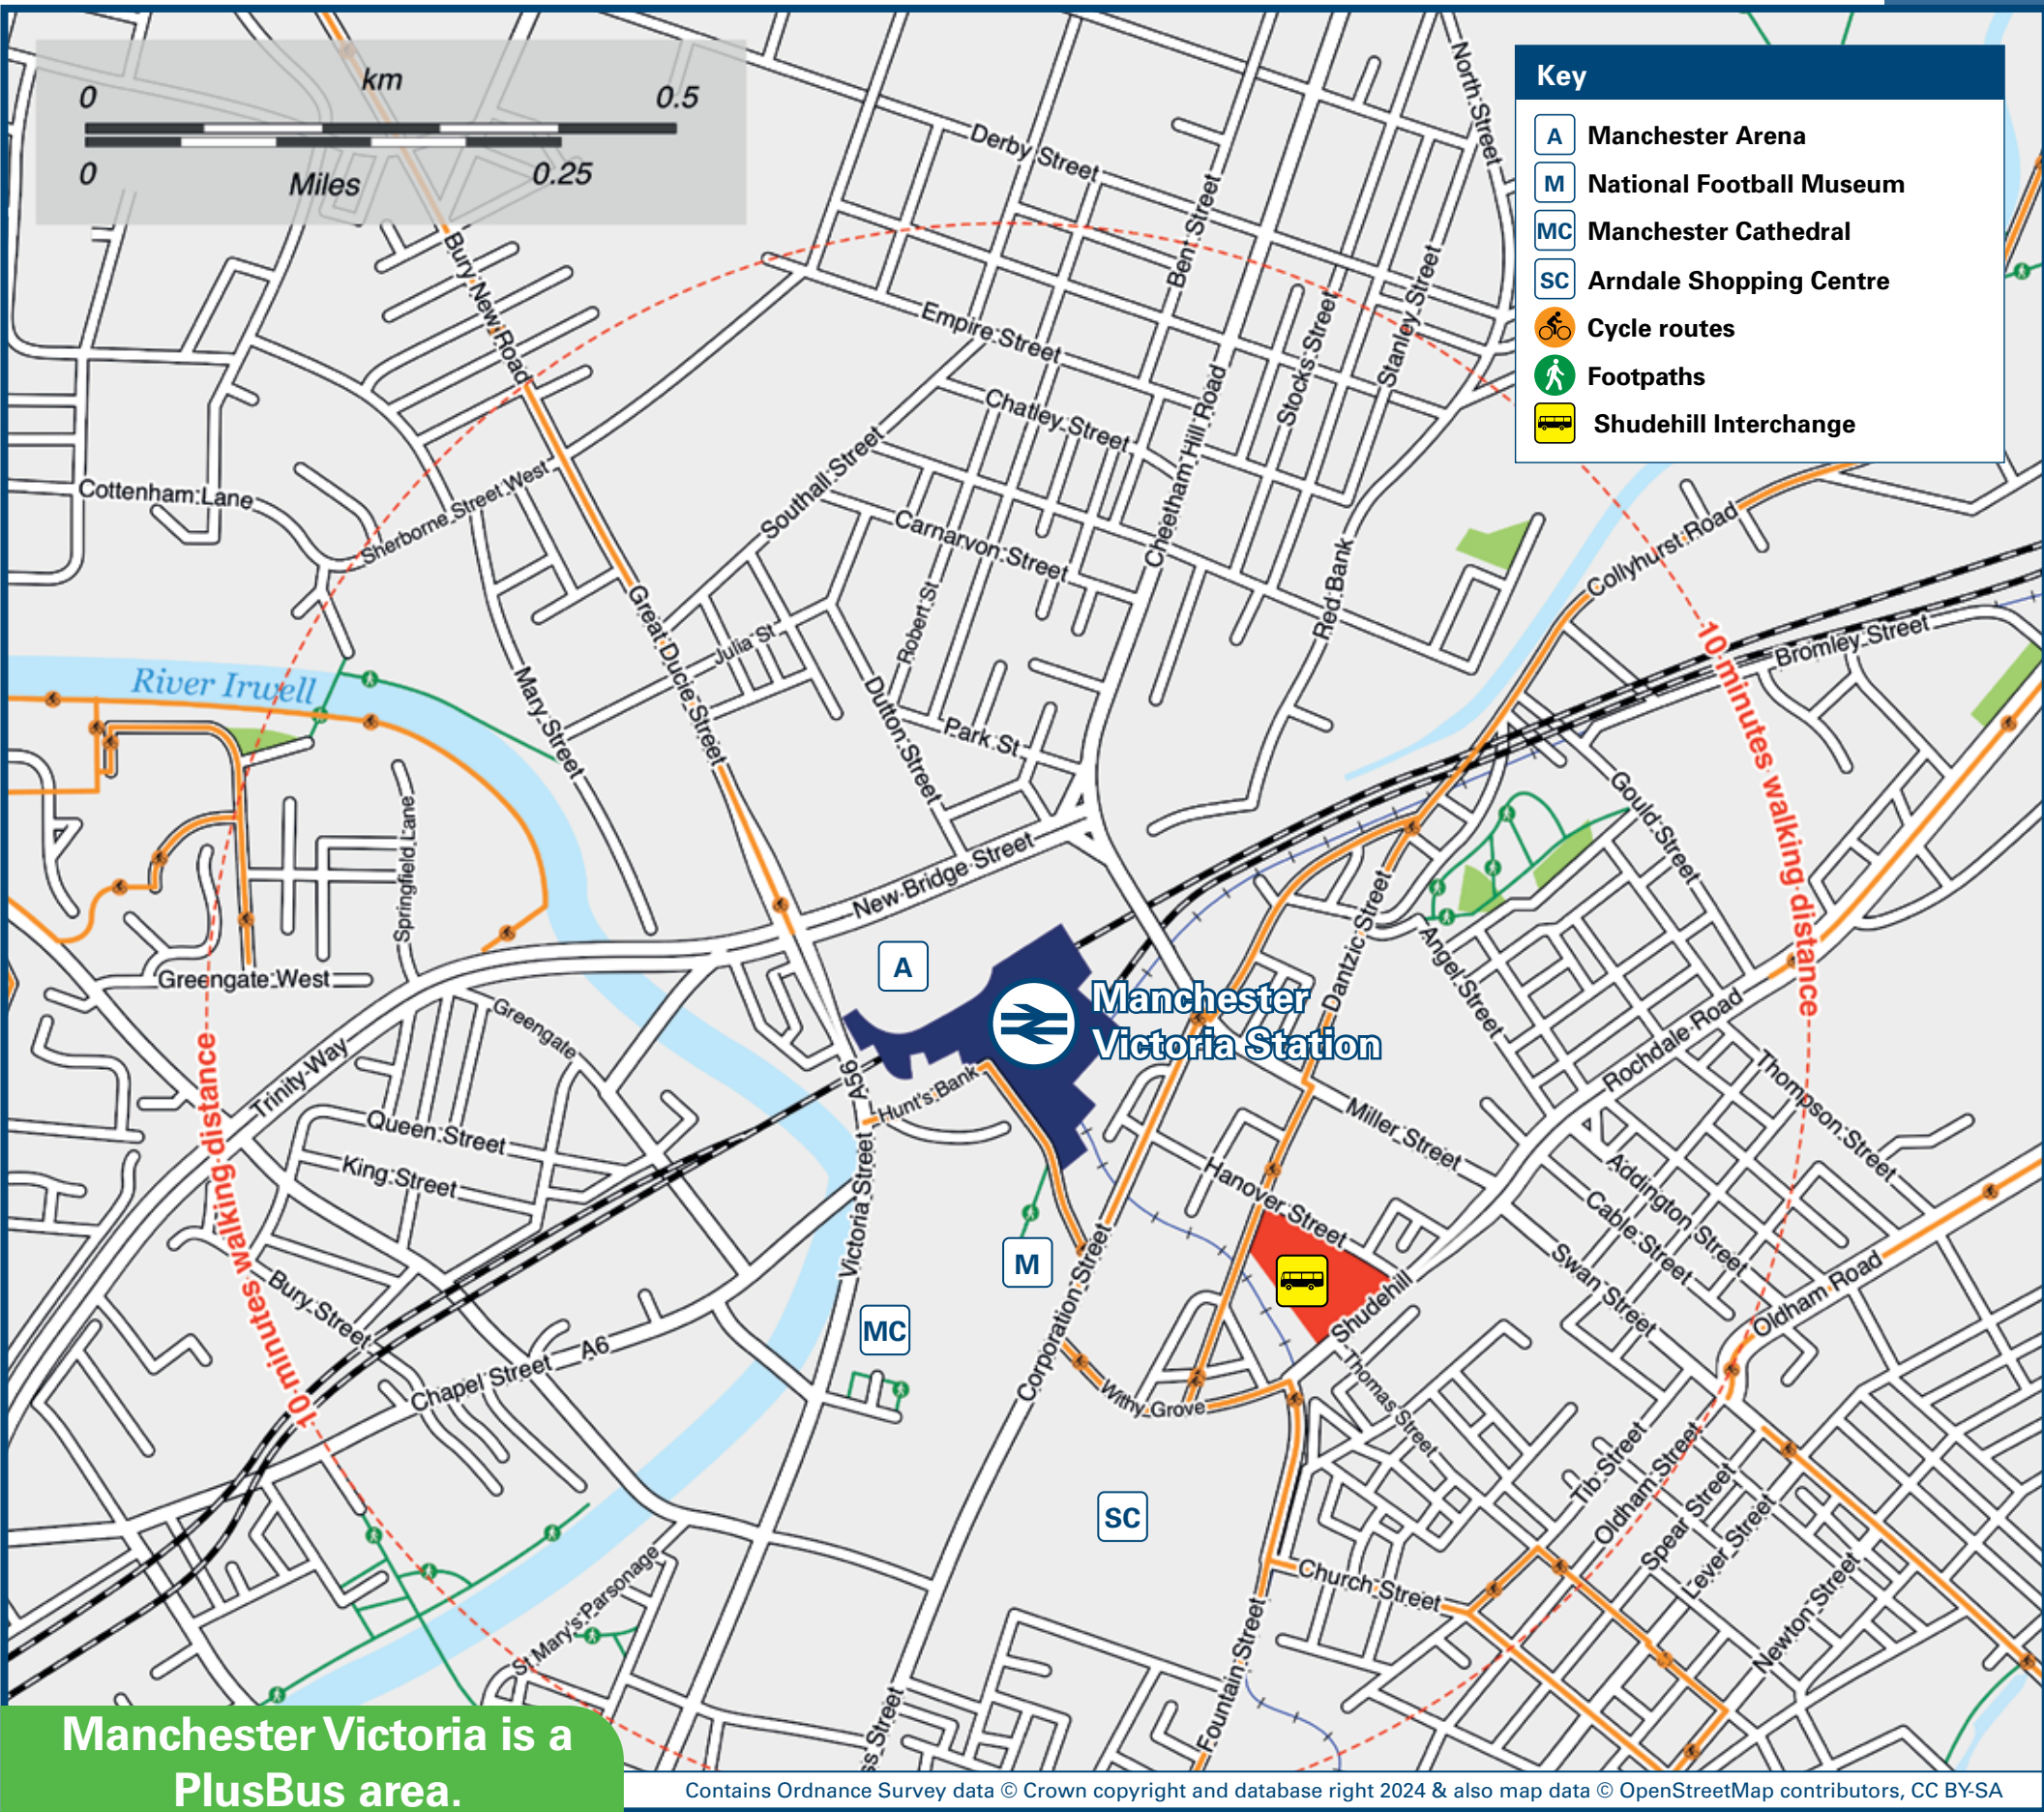 km
0
0.5
0
Miles
0.25
Key
A
Manchester Arena
M
National Football Museum
MC
Manchester Cathedral
SC
Arndale Shopping Centre
Cycle routes
Footpaths
Shudehill Interchange
North Street
Derby Street
Bent Street
Bury New Road
Stanley Street
Empire Street
Stocks Street
Chatley Street
Cheetham Hill Road
Southall Street
Cottenham Lane
Sherborne Street West
Carnarvon Street
Collyhurst Road
Red Bank
Robert St
Great Ducie Street
Julia St
10 minutes walking distance
Bromley Street
River Irwell
Mary Street
Dutton Street
Park St
Gould Street
Springfield Lane
New Bridge Street
Dantzic Street
Angel Street
A
Greengate West
Manchester
Victoria Station
Greengate
Rochdale Road
Trinity Way
A56
Hunt's Bank
Thompson Street
Queen Street
Miller Street
King Street
Hanover Street
Addington Street
Cable Street
Victoria Street
M
Swan Street
Bury Street
Corporation Street
Shudehill
Oldham Road
MC
10 minutes walking distance
A6
Chapel Street
Withy Grove
Thomas Street
Tib Street
Oldham Street
Spear Street
Lever Street
SC
Church Street
Newton Street
St Mary's Parsonage
Fountain Street
ss Street
Manchester Victoria is a
PlusBus area.
Contains Ordnance Survey data © Crown copyright and database right 2024 & also map data © OpenStreetMap contributors, CC BY-SA